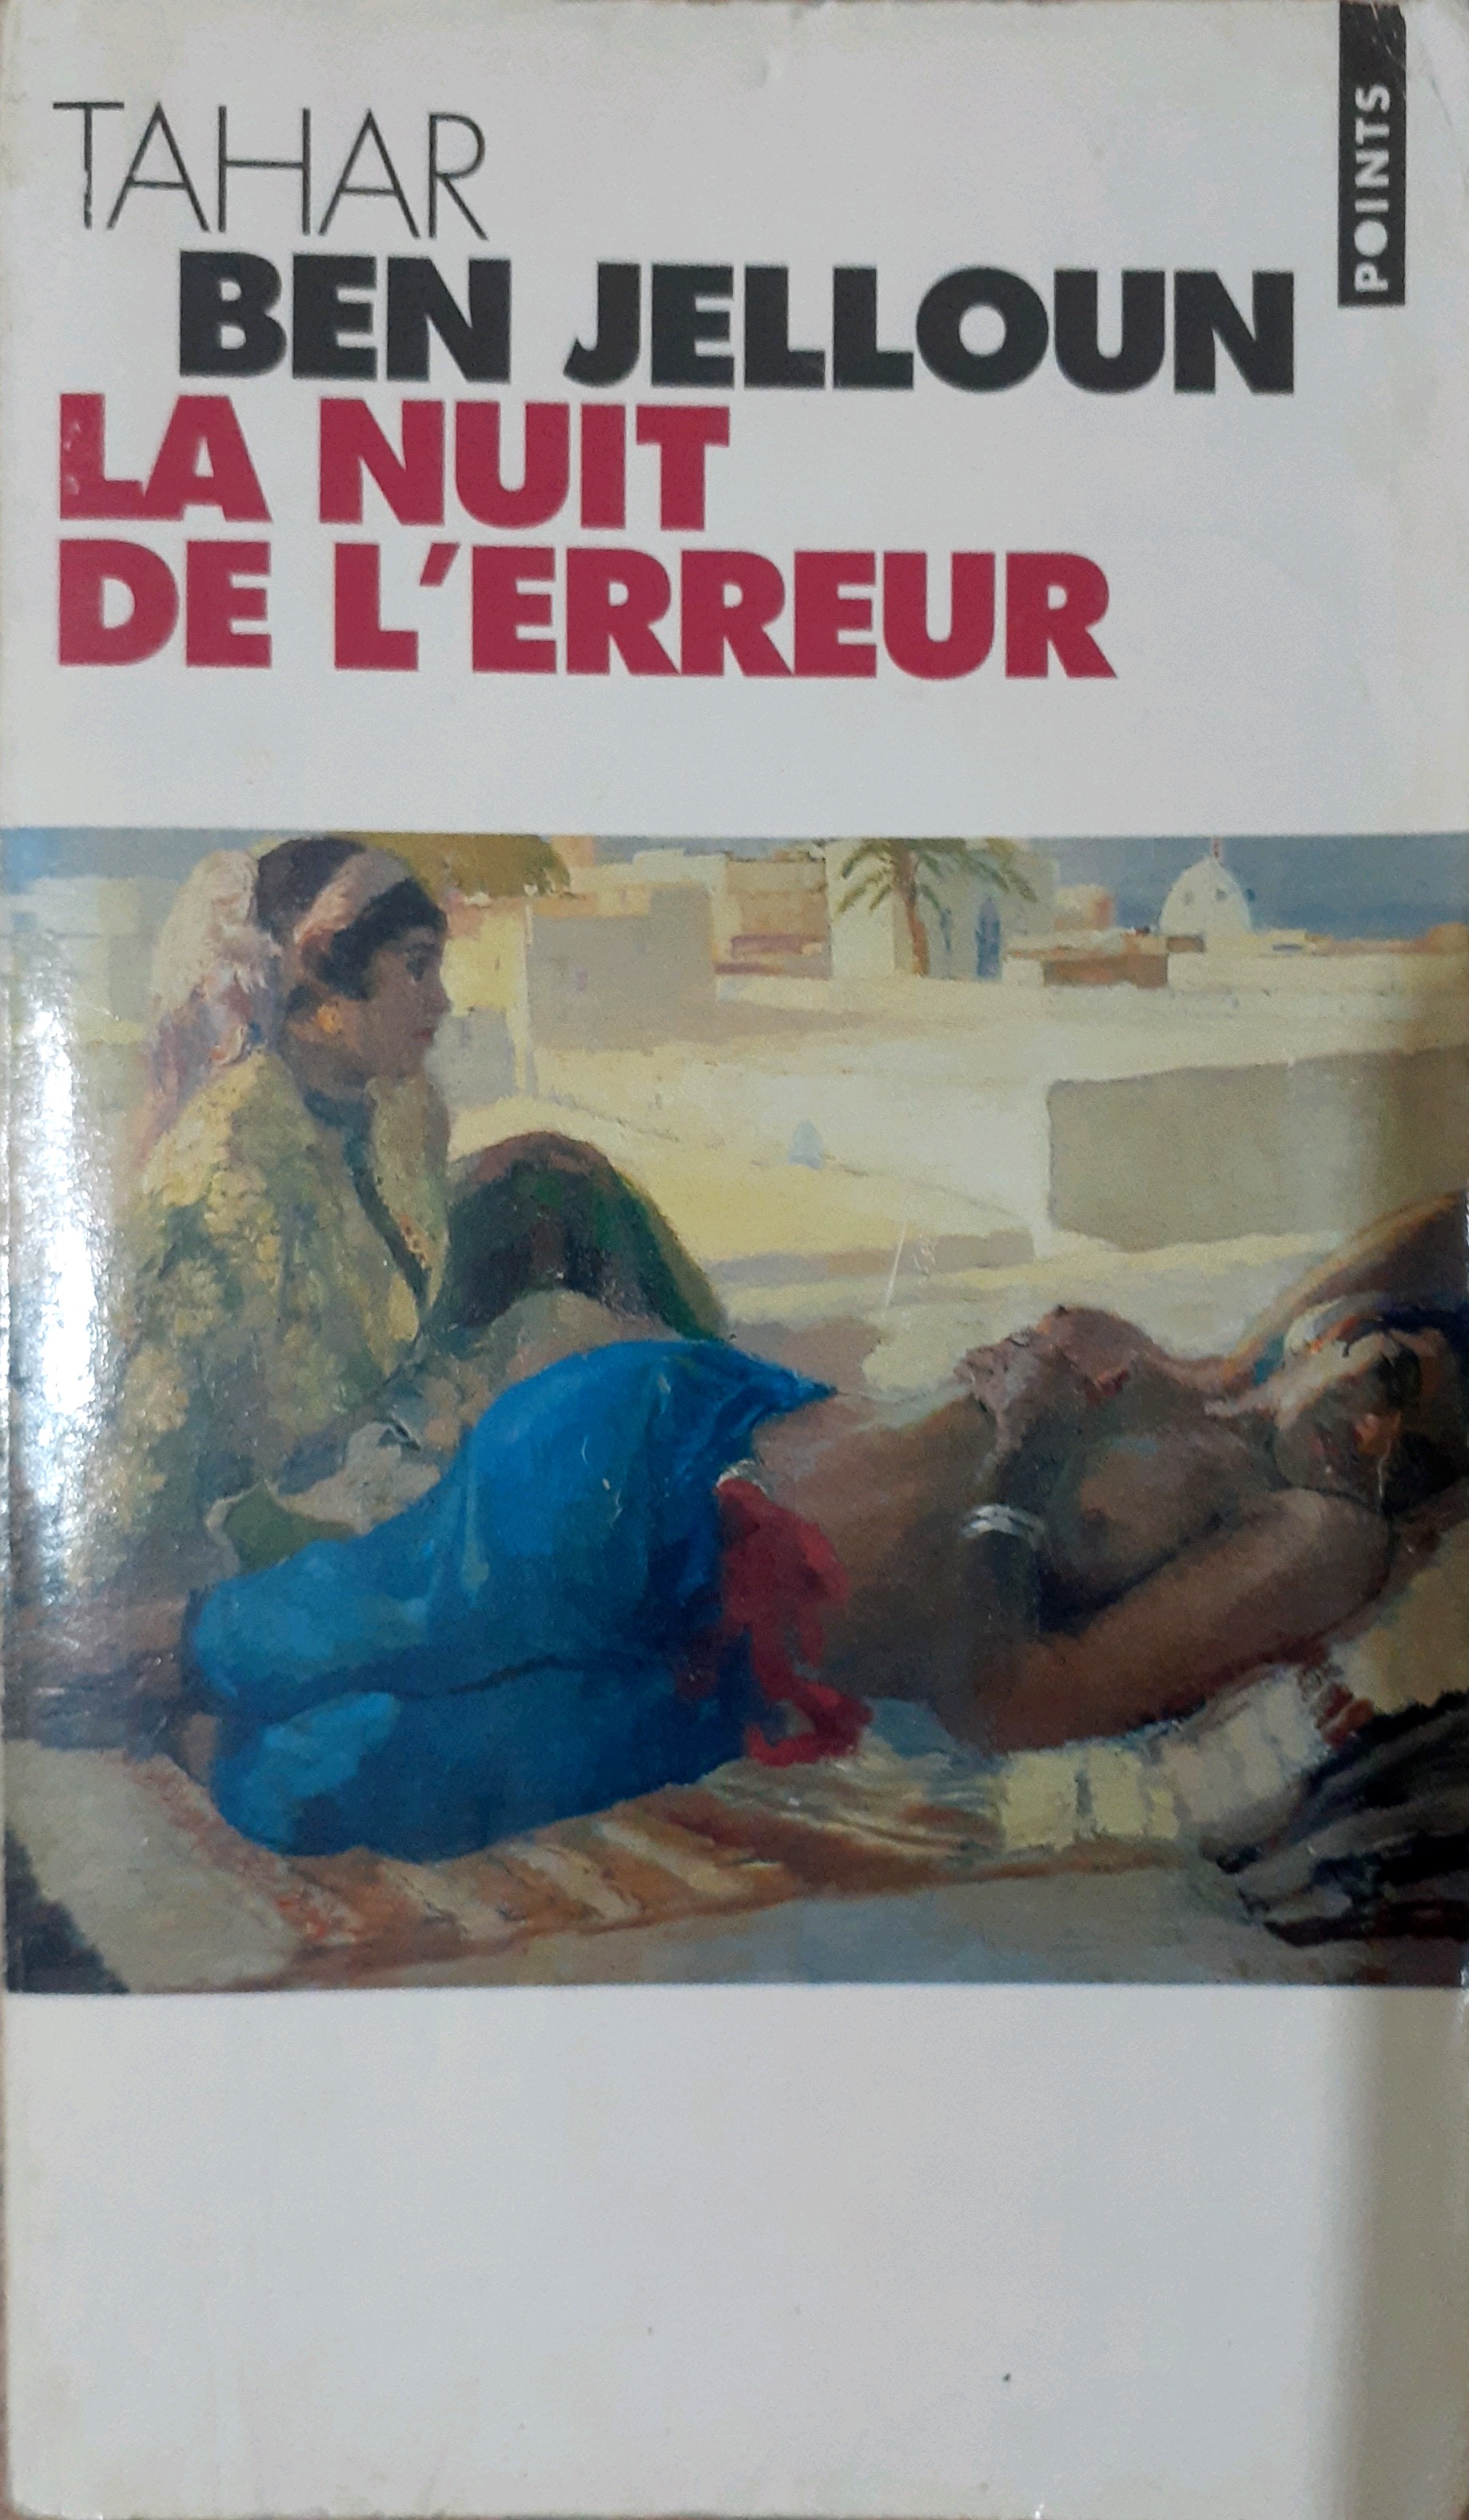 POINTS
TAHAR
BEN JELLOUN
LA NUIT
DE L'ERREUR